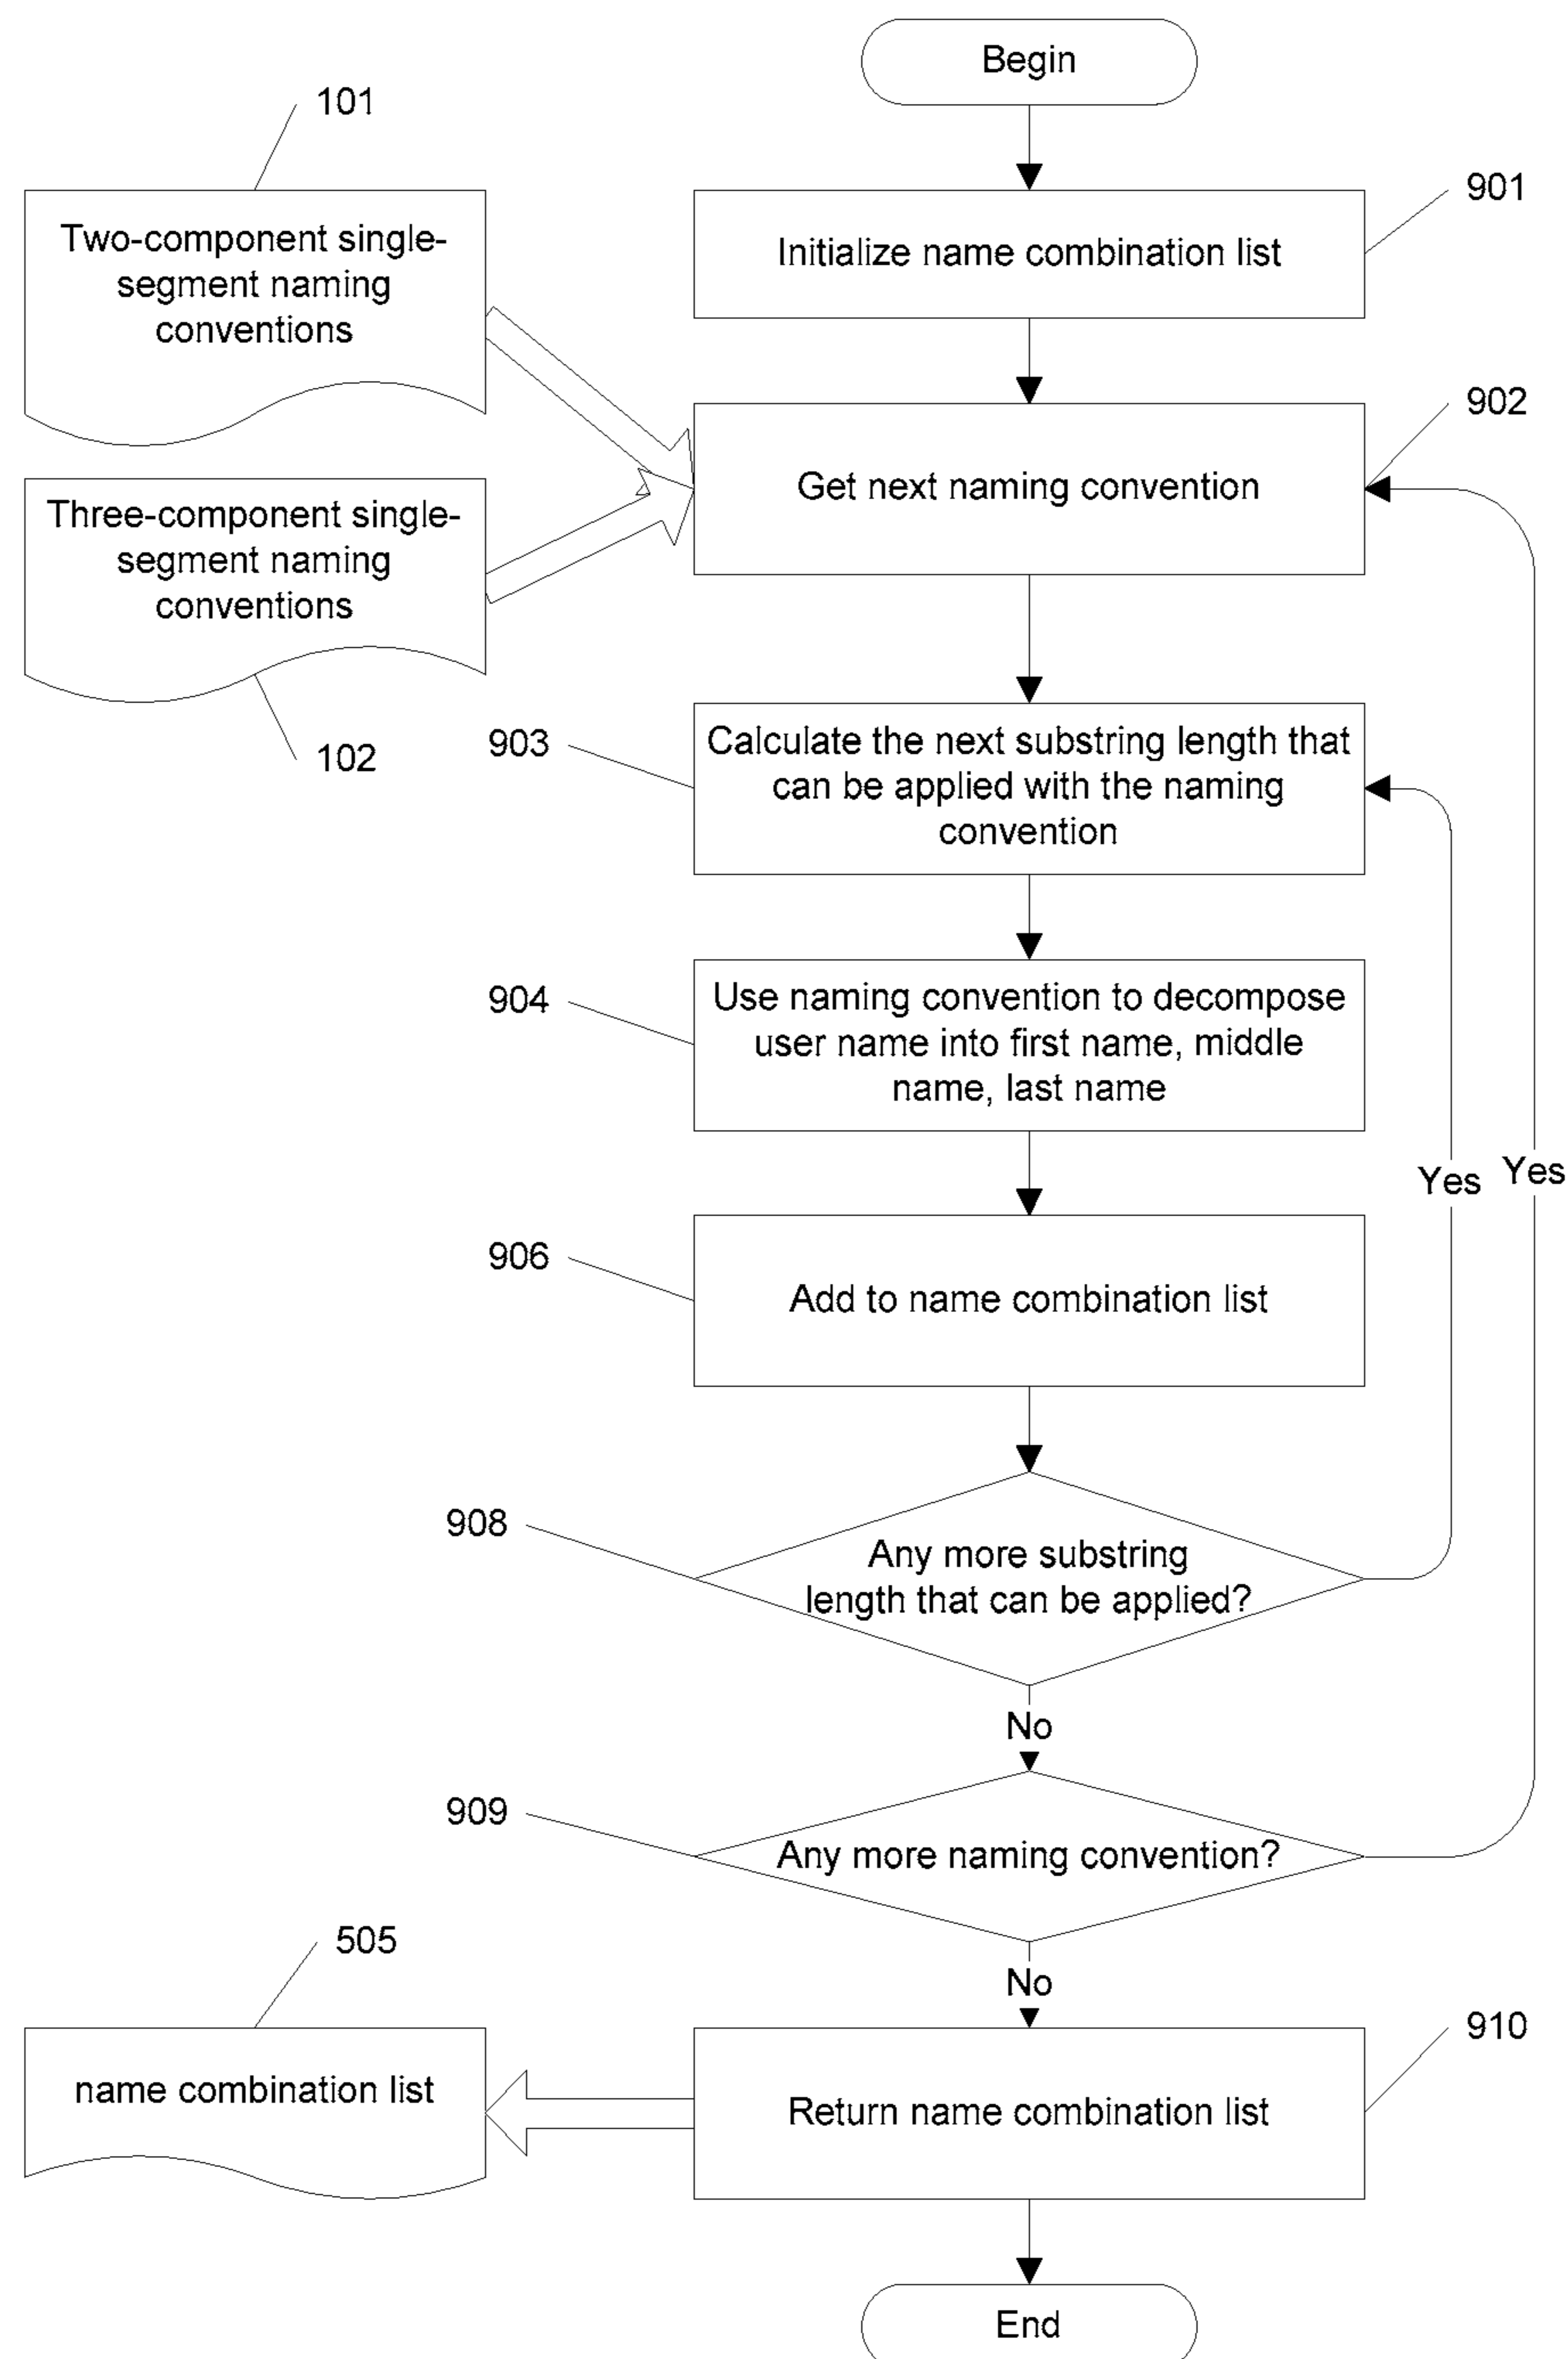 Begin
101
901
Two-component single-
segment naming
conventions
Initialize name combination list
902
Get next naming convention
Three-component single-
segment naming
conventions
102
903
Calculate the next substring length that
can be applied with the naming
convention
904
Use naming convention to decompose
user name into first name, middle
name, last name
Yes
Yes
906
Add to name combination list
908
Any more substring
length that can be applied?
No
909
Any more naming convention?
505
No
910
name combination list
Return name combination list
End